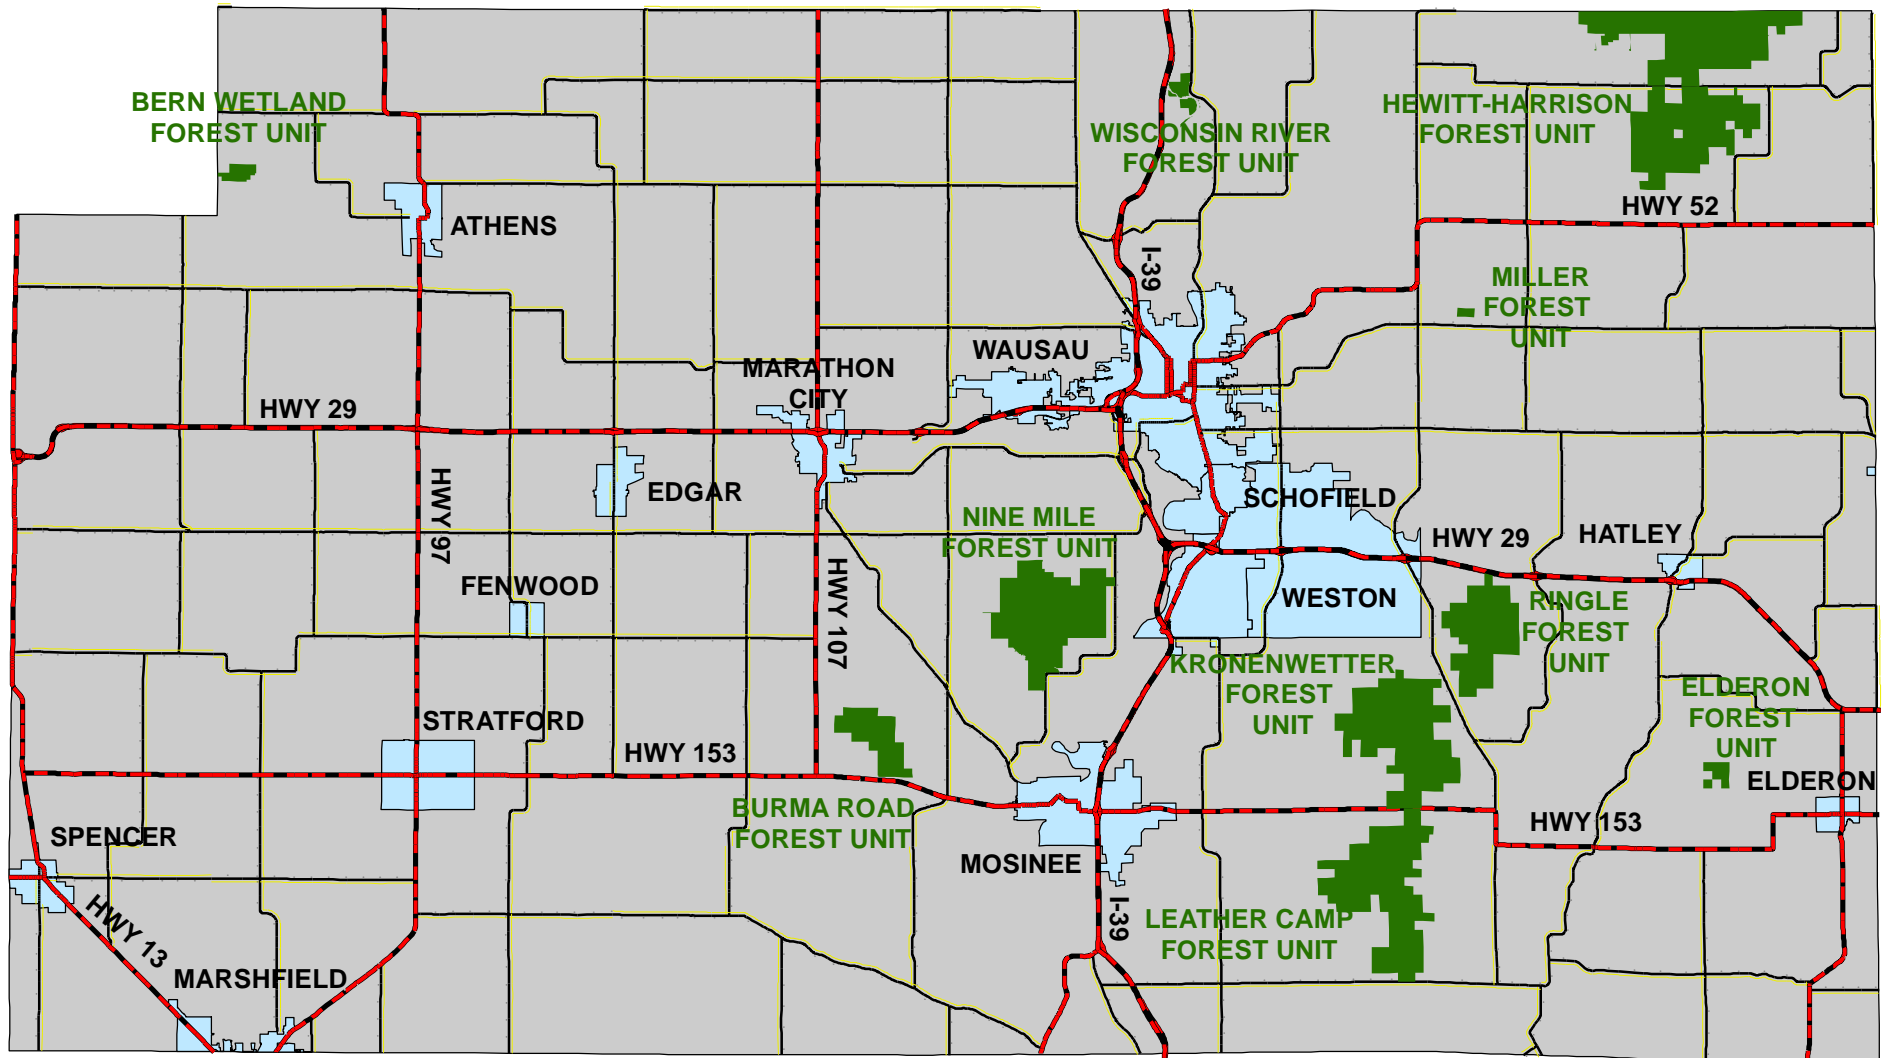 BERN WETLAND
FOREST UNIT
WISCONSIN RIVER
FOREST UNIT
HEWITT-HARRISON
FOREST UNIT
HWY 52
ATHENS
I-39
MILLER
FOREST
UNIT
WAUSAU
MARATHON
CITY
HWY 29
HWY 97
EDGAR
SCHOFIELD
NINE MILE
FOREST UNIT
HWY 29
HATLEY
FENWOOD
HWY 107
WESTON
RINGLE
FOREST
UNIT
KRONENWETTER
FOREST
UNIT
ELDERON
FOREST
UNIT
STRATFORD
HWY 153
ELDERON
BURMA ROAD
FOREST UNIT
HWY 153
SPENCER
MOSINEE
HWY 13
I-39
LEATHER CAMP
FOREST UNIT
MARSHFIELD